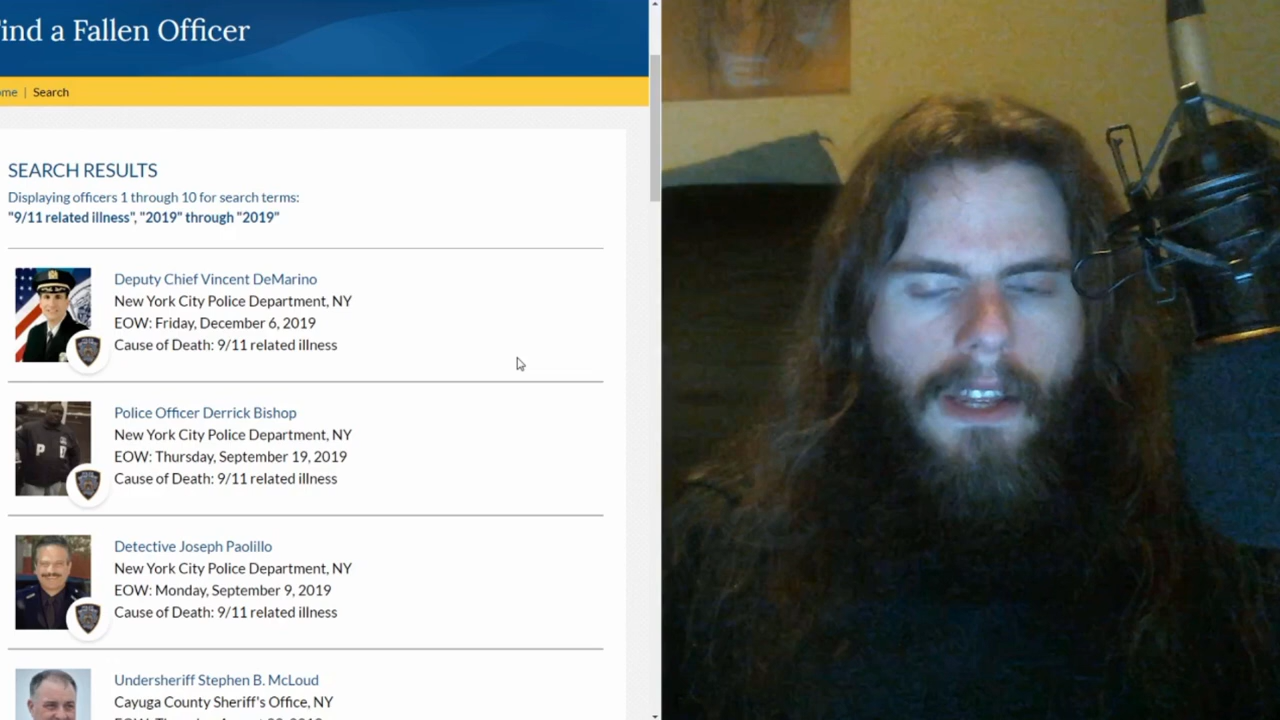 ind a Fallen Officer
ome | Search
SEARCH RESULTS
Displaying officers 1 through 10 for search terms:
"9/11 related illness", "2019" through "2019"
Deputy Chief Vincent DeMarino
New York City Police Department, NY
EOW: Friday, December 6, 2019
Cause of Death: 9/11 related illness
Police Officer Derrick Bishop
New York City Police Department, NY
EOW: Thursday, September 19, 2019
Cause of Death: 9/11 related illness
Detective Joseph Paolillo
New York City Police Department, NY
EOW: Monday, September 9, 2019
Cause of Death: 9/11 related illness
Undersheriff Stephen B. McLoud
Cayuga County Sheriff's Office, NY